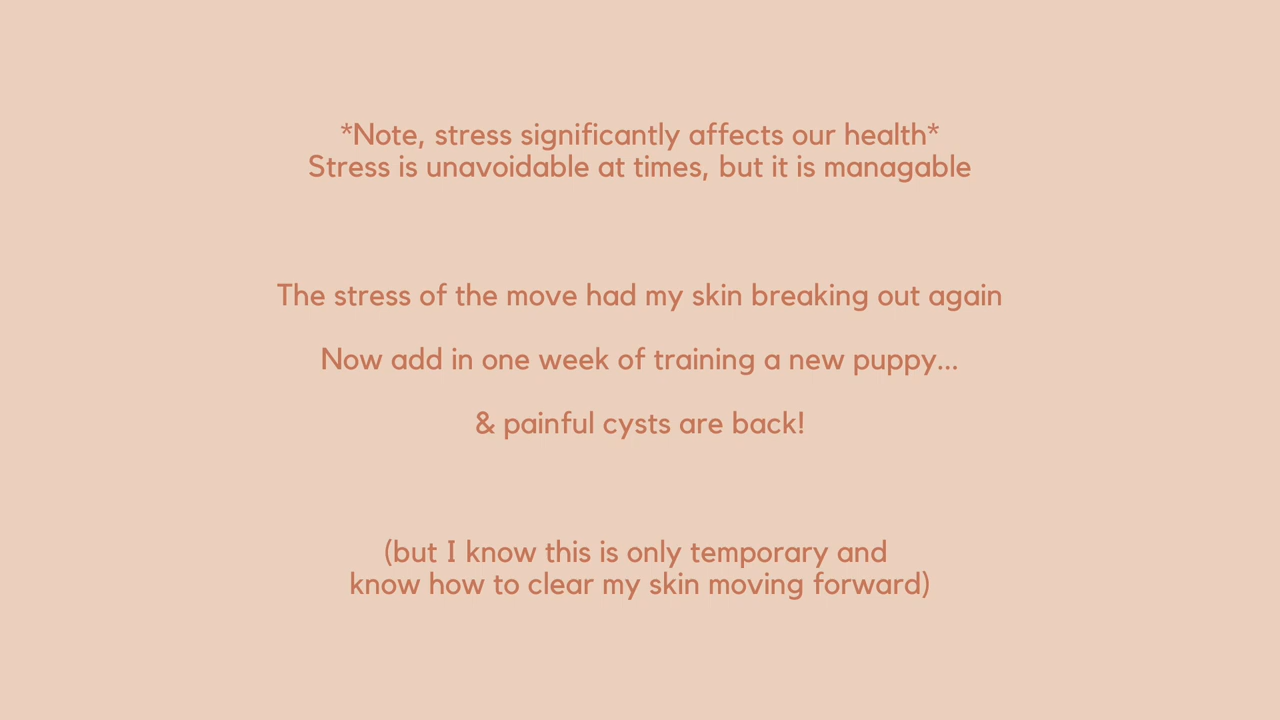 *Note, stress significantly affects our health*
Stress is unavoidable at times, but it is managable
The stress of the move had my skin breaking out again
Now add in one week of training a new puppy...
& painful cysts are back!
(but I know this is only temporary and
know how to clear my skin moving forward)